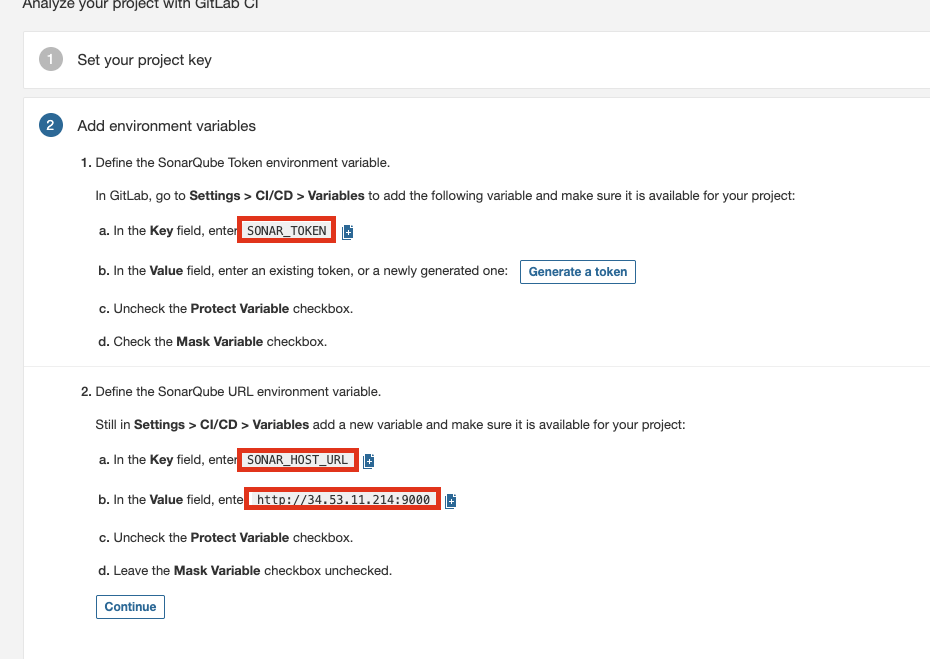 Analyze your project with GitLab CI
1 Set your project key
2 Add environment variables
1. Define the SonarQube Token environment variable.
In GitLab, go to Settings > CI/CD > Variables to add the following variable and make sure it is available for your project:
a. In the Key field, enter SONAR_TOKEN
b. In the Value field, enter an existing token, or a newly generated one: Generate a token
c. Uncheck the Protect Variable checkbox.
d. Check the Mask Variable checkbox.
2. Define the SonarQube URL environment variable.
Still in Settings > CI/CD > Variables add a new variable and make sure it is available for your project:
a. In the Key field, enter SONAR_HOST_URL
b. In the Value field, ente http://34.53.11.214:9000
c. Uncheck the Protect Variable checkbox.
d. Leave the Mask Variable checkbox unchecked.
Continue